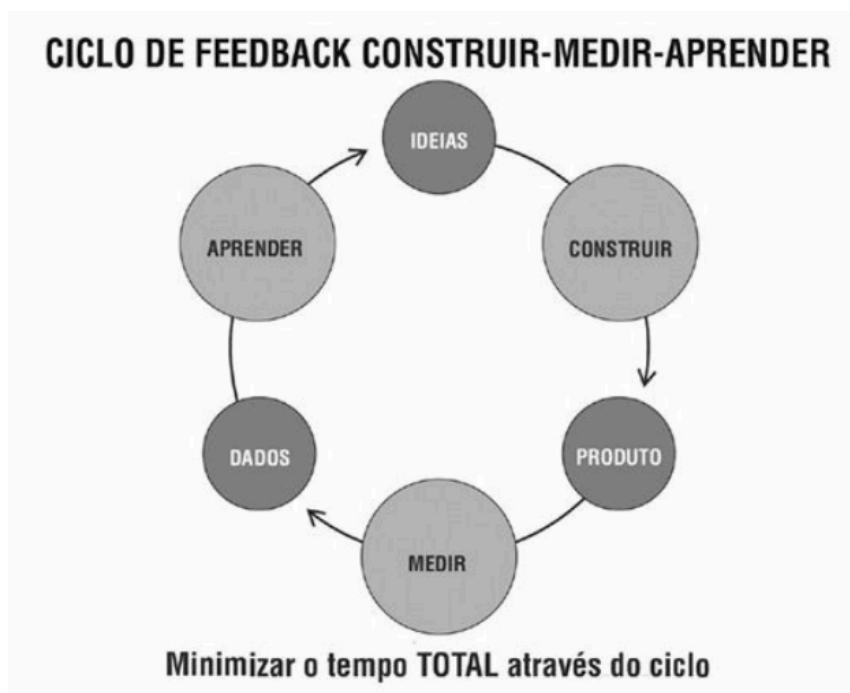 CICLO DE FEEDBACK CONSTRUIR-MEDIR-APRENDER
IDEIAS
CONSTRUIR
PRODUTO
MEDIR
DADOS
APRENDER
Minimizar o tempo TOTAL através do ciclo